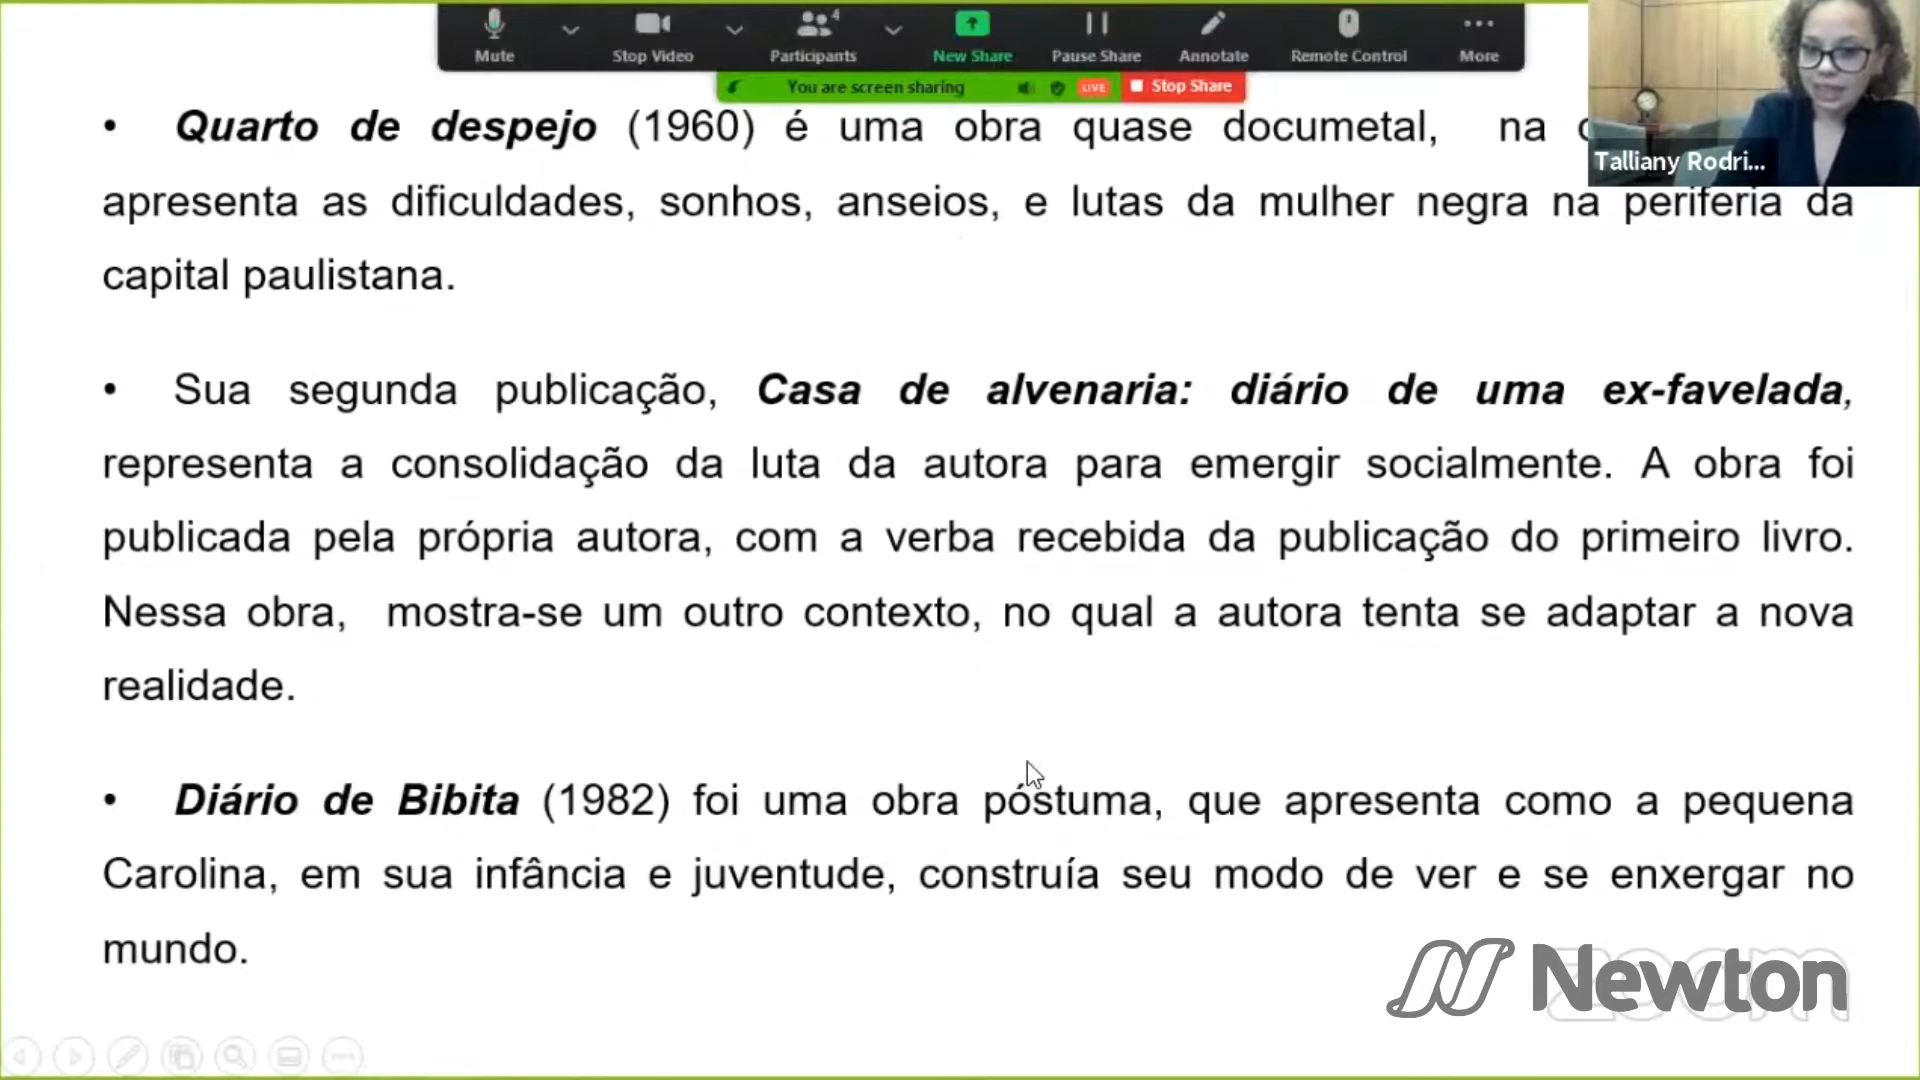 4
Mute Stop Video Participants New Share Pause Share Annotate Remote Control More
You are screen sharing LIVE Stop Share
• Quarto de despejo (1960) é uma obra quase documetal, na
Talliany Rodri...
apresenta as dificuldades, sonhos, anseios, e lutas da mulher negra na periferia da
capital paulistana.
• Sua segunda publicação, Casa de alvenaria: diário de uma ex-favelada,
representa a consolidação da luta da autora para emergir socialmente. A obra foi
publicada pela própria autora, com a verba recebida da publicação do primeiro livro.
Nessa obra, mostra-se um outro contexto, no qual a autora tenta se adaptar a nova
realidade.
• Diário de Bibita (1982) foi uma obra póstuma, que apresenta como a pequena
Carolina, em sua infância e juventude, construía seu modo de ver e se enxergar no
mundo.
Newton
zoom